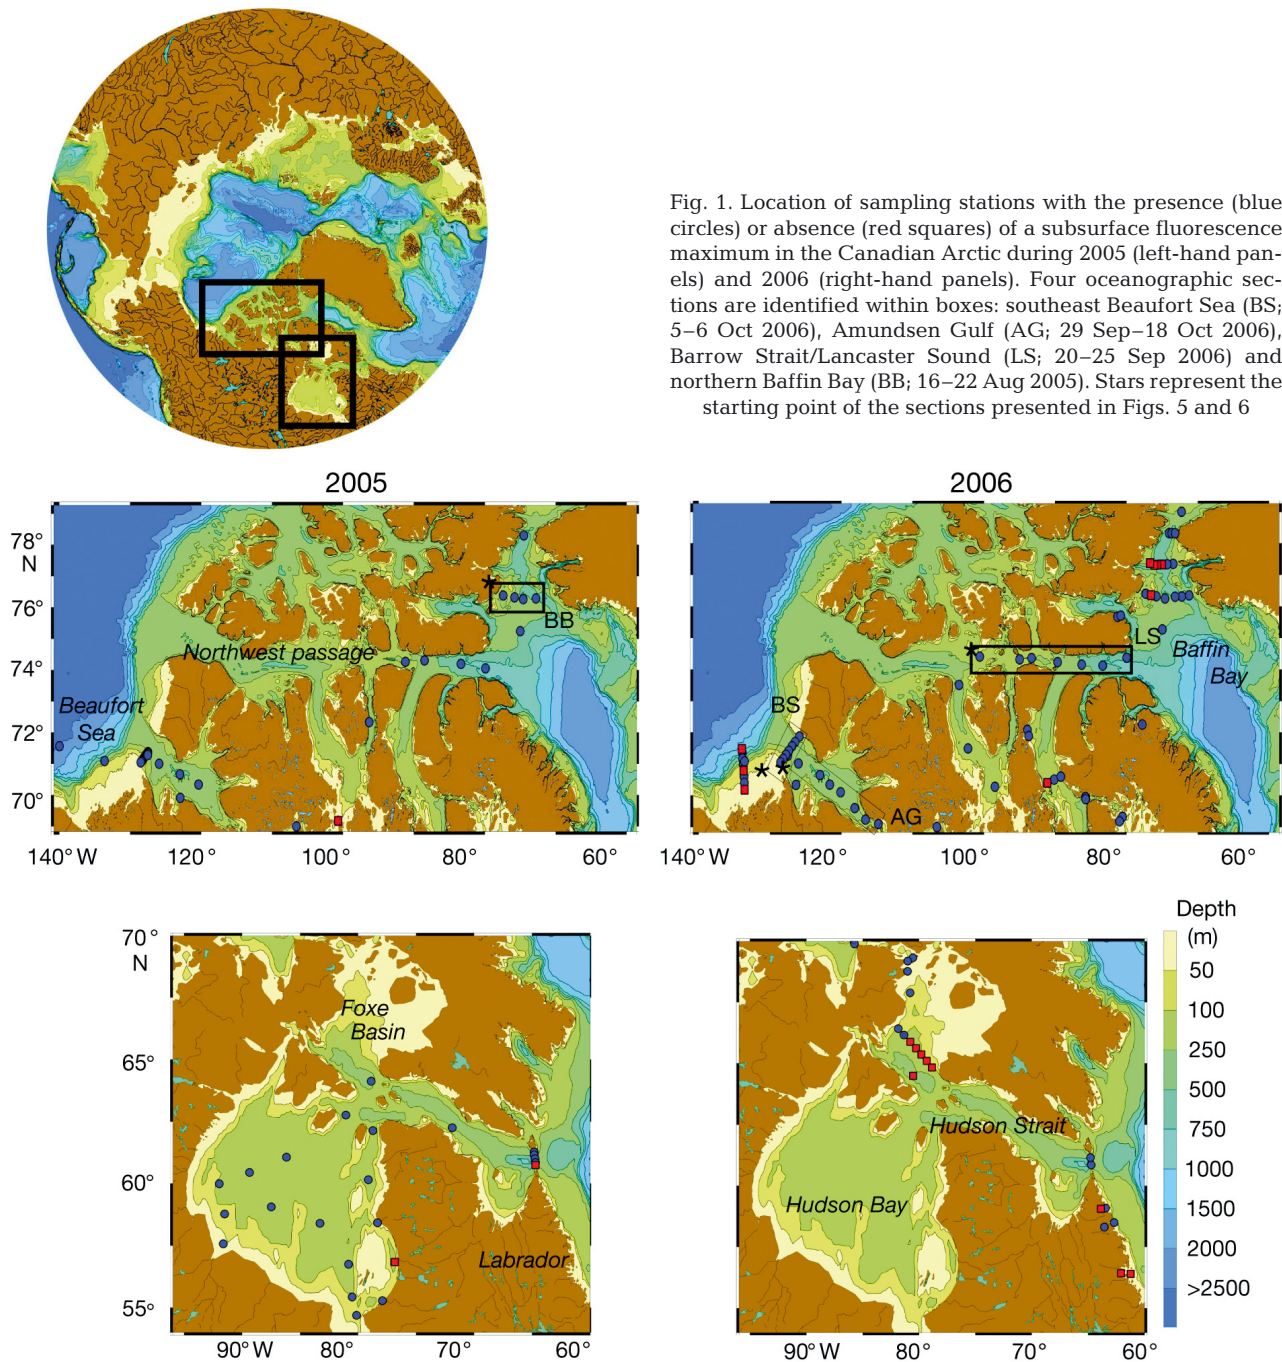 Fig. 1. Location of sampling stations with the presence (blue
circles) or absence (red squares) of a subsurface fluorescence
maximum in the Canadian Arctic during 2005 (left-hand pan-
els) and 2006 (right-hand panels). Four oceanographic sec-
tions are identified within boxes: southeast Beaufort Sea (BS;
5–6 Oct 2006), Amundsen Gulf (AG; 29 Sep–18 Oct 2006),
Barrow Strait/Lancaster Sound (LS; 20–25 Sep 2006) and
northern Baffin Bay (BB; 16–22 Aug 2005). Stars represent the
starting point of the sections presented in Figs. 5 and 6
2005
78°
N
76°
74°
72°
70°
BB
Northwest passage
Beaufort
Sea
140° W 120° 100° 80° 60°
2006
LS
Baffin
Bay
BS
AG
140° W 120° 100° 80° 60°
70°
N
65°
60°
55°
Foxe
Basin
Labrador
90° W 80° 70° 60°
Hudson Strait
Hudson Bay
90° W 80° 70° 60°
Depth
(m)
50
100
250
500
750
1000
1500
2000
>2500